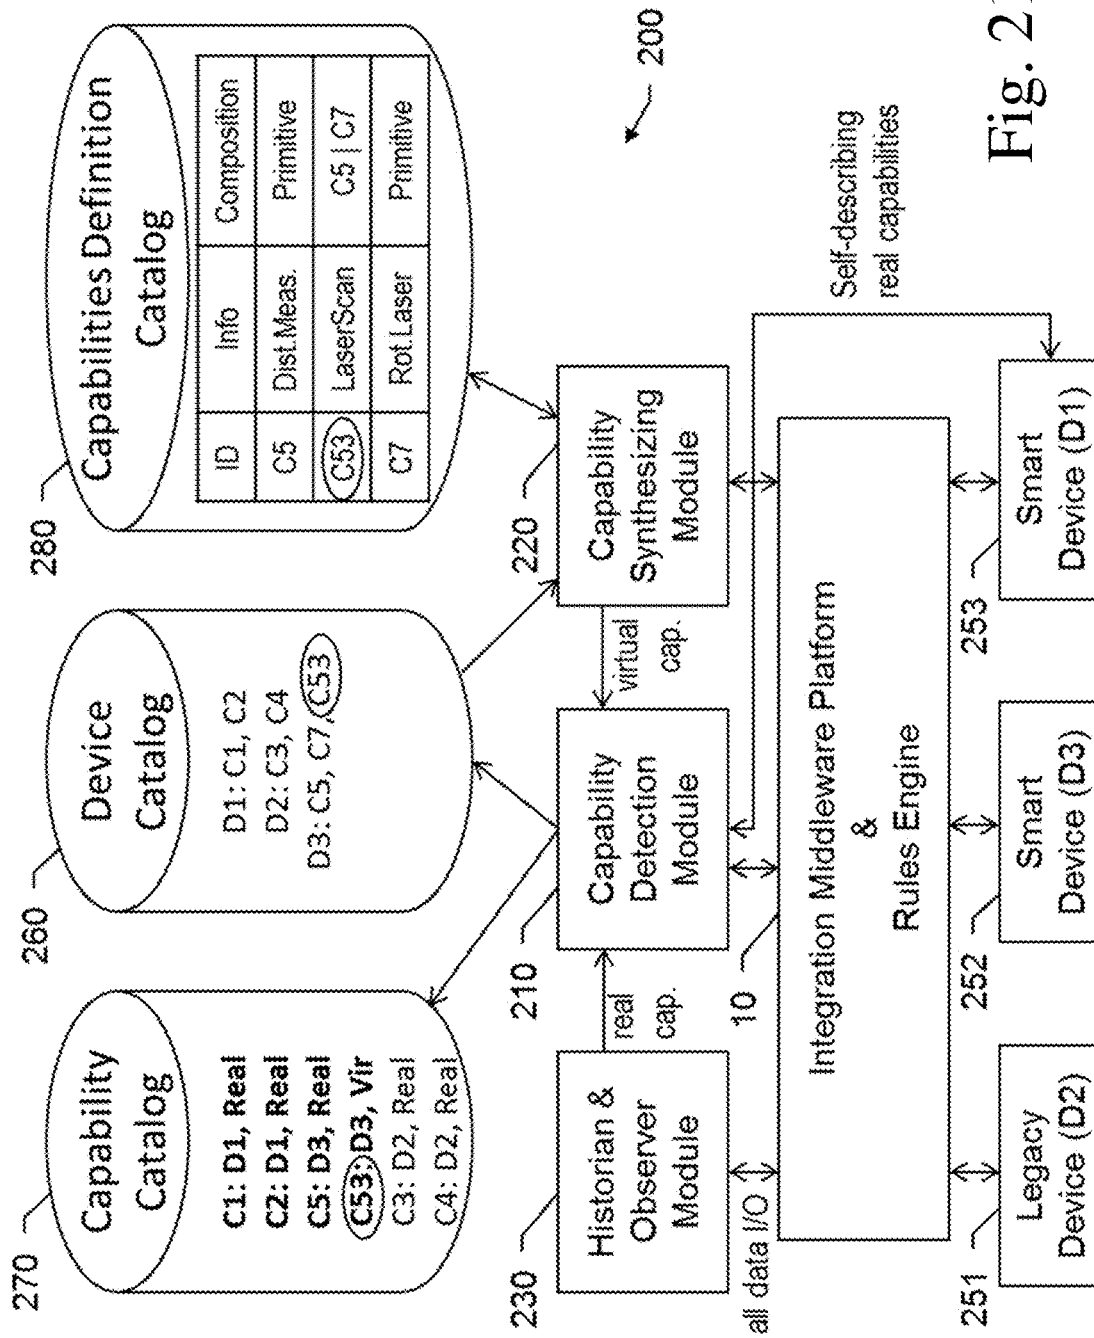 270
Capability
Catalog
C1: D1, Real
C2: D1, Real
C5: D3, Real
C53: D3, Vir
C3: D2, Real
C4: D2, Real
260
Device
Catalog
D1: C1, C2
D2: C3, C4
D3: C5, C7, C53
280
Capabilities Definition
Catalog
ID Info Composition
C5 Dist.Meas. Primitive
C53 LaserScan C5 | C7
C7 Rot.Laser Primitive
230
Historian &
Observer
Module
real
cap.
210
Capability
Detection
Module
virtual
cap.
220
Capability
Synthesizing
Module
200
all data I/O
10
Integration Middleware Platform
&
Rules Engine
Self-describing
real capabilities
251
Legacy
Device (D2)
252
Smart
Device (D3)
253
Smart
Device (D1)
Fig. 21